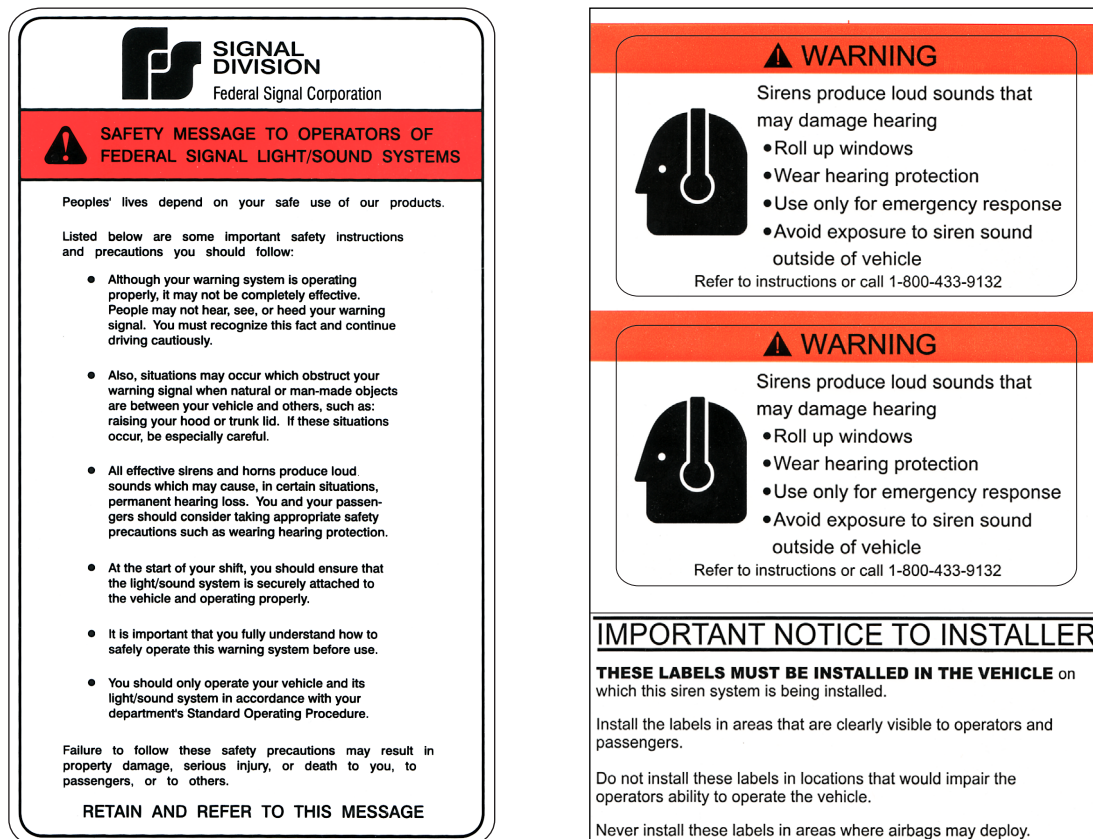 SIGNAL
DIVISION
Federal Signal Corporation
SAFETY MESSAGE TO OPERATORS OF
FEDERAL SIGNAL LIGHT/SOUND SYSTEMS
Peoples' lives depend on your safe use of our products.
Listed below are some important safety instructions
and precautions you should follow:
● Although your warning system is operating
properly, it may not be completely effective.
People may not hear, see, or heed your warning
signal. You must recognize this fact and continue
driving cautiously.
● Also, situations may occur which obstruct your
warning signal when natural or man-made objects
are between your vehicle and others, such as:
raising your hood or trunk lid. If these situations
occur, be especially careful.
● All effective sirens and horns produce loud
sounds which may cause, in certain situations,
permanent hearing loss. You and your passen-
gers should consider taking appropriate safety
precautions such as wearing hearing protection.
● At the start of your shift, you should ensure that
the light/sound system is securely attached to
the vehicle and operating properly.
● It is important that you fully understand how to
safely operate this warning system before use.
● You should only operate your vehicle and its
light/sound system in accordance with your
department's Standard Operating Procedure.
Failure to follow these safety precautions may result in
property damage, serious injury, or death to you, to
passengers, or to others.
RETAIN AND REFER TO THIS MESSAGE
WARNING
Sirens produce loud sounds that
may damage hearing
●Roll up windows
●Wear hearing protection
●Use only for emergency response
●Avoid exposure to siren sound
outside of vehicle
Refer to instructions or call 1-800-433-9132
WARNING
Sirens produce loud sounds that
may damage hearing
●Roll up windows
●Wear hearing protection
●Use only for emergency response
●Avoid exposure to siren sound
outside of vehicle
Refer to instructions or call 1-800-433-9132
IMPORTANT NOTICE TO INSTALLER
THESE LABELS MUST BE INSTALLED IN THE VEHICLE on
which this siren system is being installed.
Install the labels in areas that are clearly visible to operators and
passengers.
Do not install these labels in locations that would impair the
operators ability to operate the vehicle.
Never install these labels in areas where airbags may deploy.